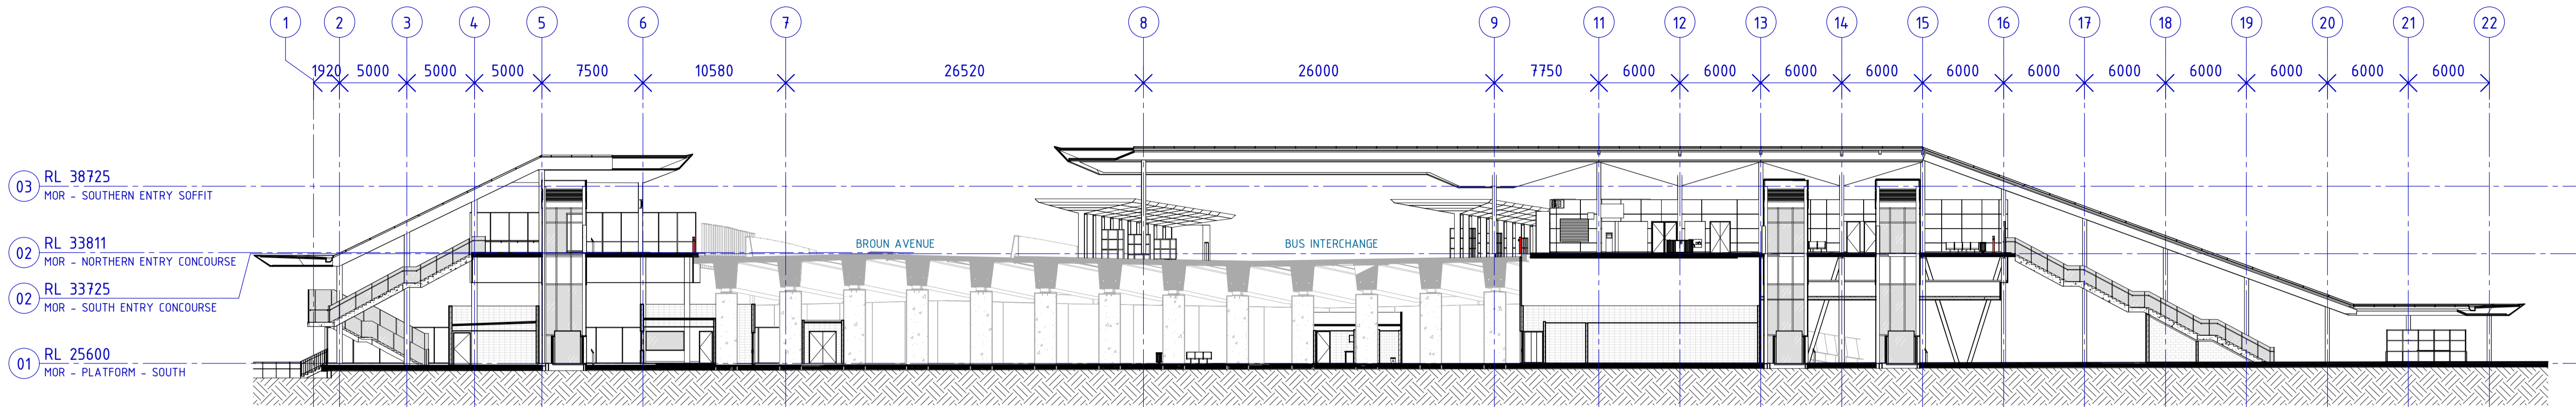 1 2 3 4 5 6 7 8 9 11 12 13 14 15 16 17 18 19 20 21 22
1920 5000 5000 5000 7500 10580 26520 26000 7750 6000 6000 6000 6000 6000 6000 6000 6000 6000 6000 6000
03 RL 38725
MOR - SOUTHERN ENTRY SOFFIT
02 RL 33811
MOR - NORTHERN ENTRY CONCOURSE
BROUN AVENUE
BUS INTERCHANGE
02 RL 33725
MOR - SOUTH ENTRY CONCOURSE
01 RL 25600
MOR - PLATFORM - SOUTH